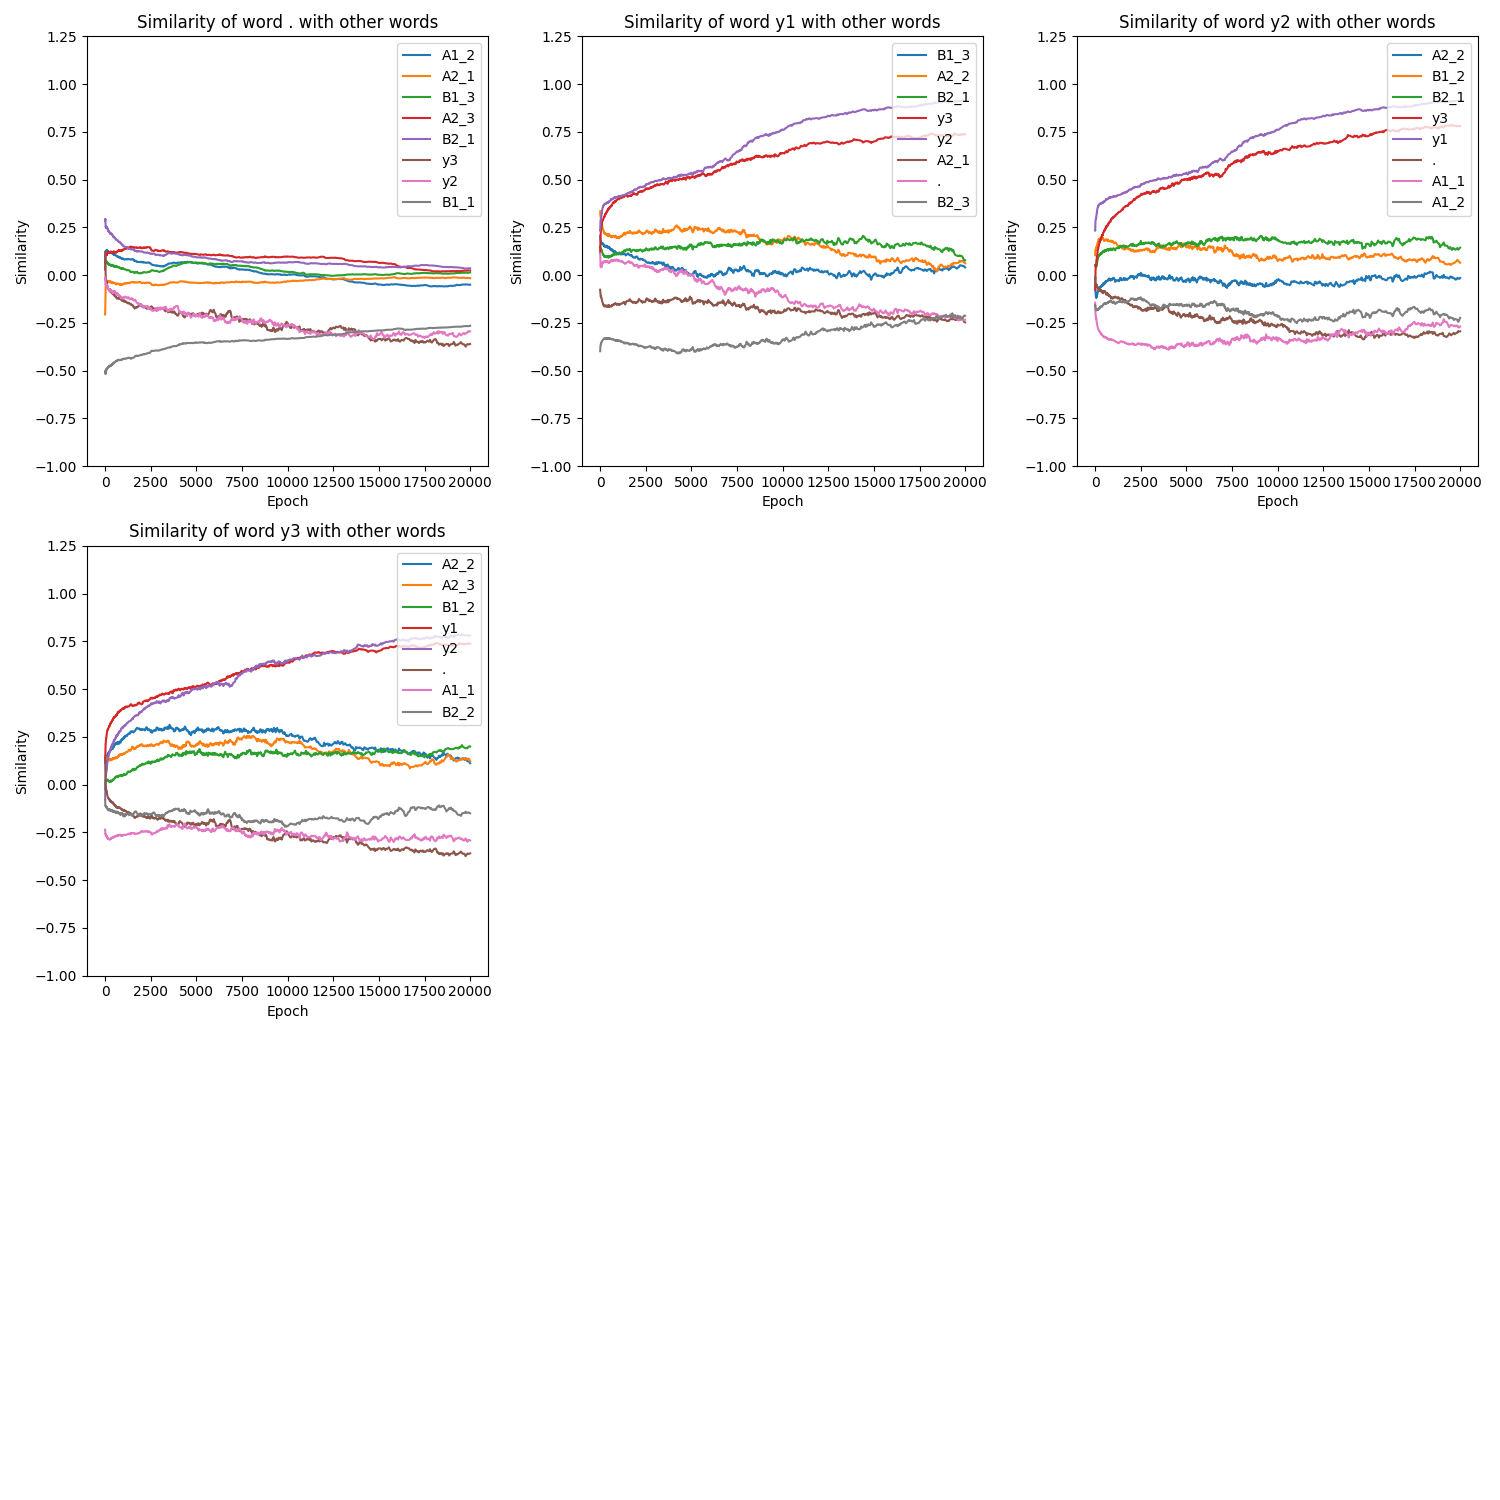 Similarity of word . with other words
1.25
1.00
0.75
0.50
0.25
0.00
−0.25
−0.50
−0.75
−1.00
Similarity
0 2500 5000 7500 10000 12500 15000 17500 20000
Epoch
A1_2
A2_1
B1_3
A2_3
B2_1
y3
y2
B1_1
Similarity of word y1 with other words
1.25
1.00
0.75
0.50
0.25
0.00
−0.25
−0.50
−0.75
−1.00
Similarity
0 2500 5000 7500 10000 12500 15000 17500 20000
Epoch
B1_3
A2_2
B2_1
y3
y2
A2_1
.
B2_3
Similarity of word y2 with other words
1.25
1.00
0.75
0.50
0.25
0.00
−0.25
−0.50
−0.75
−1.00
Similarity
0 2500 5000 7500 10000 12500 15000 17500 20000
Epoch
A2_2
B1_2
B2_1
y3
y1
.
A1_1
A1_2
Similarity of word y3 with other words
1.25
1.00
0.75
0.50
0.25
0.00
−0.25
−0.50
−0.75
−1.00
Similarity
0 2500 5000 7500 10000 12500 15000 17500 20000
Epoch
A2_2
A2_3
B1_2
y1
y2
.
A1_1
B2_2